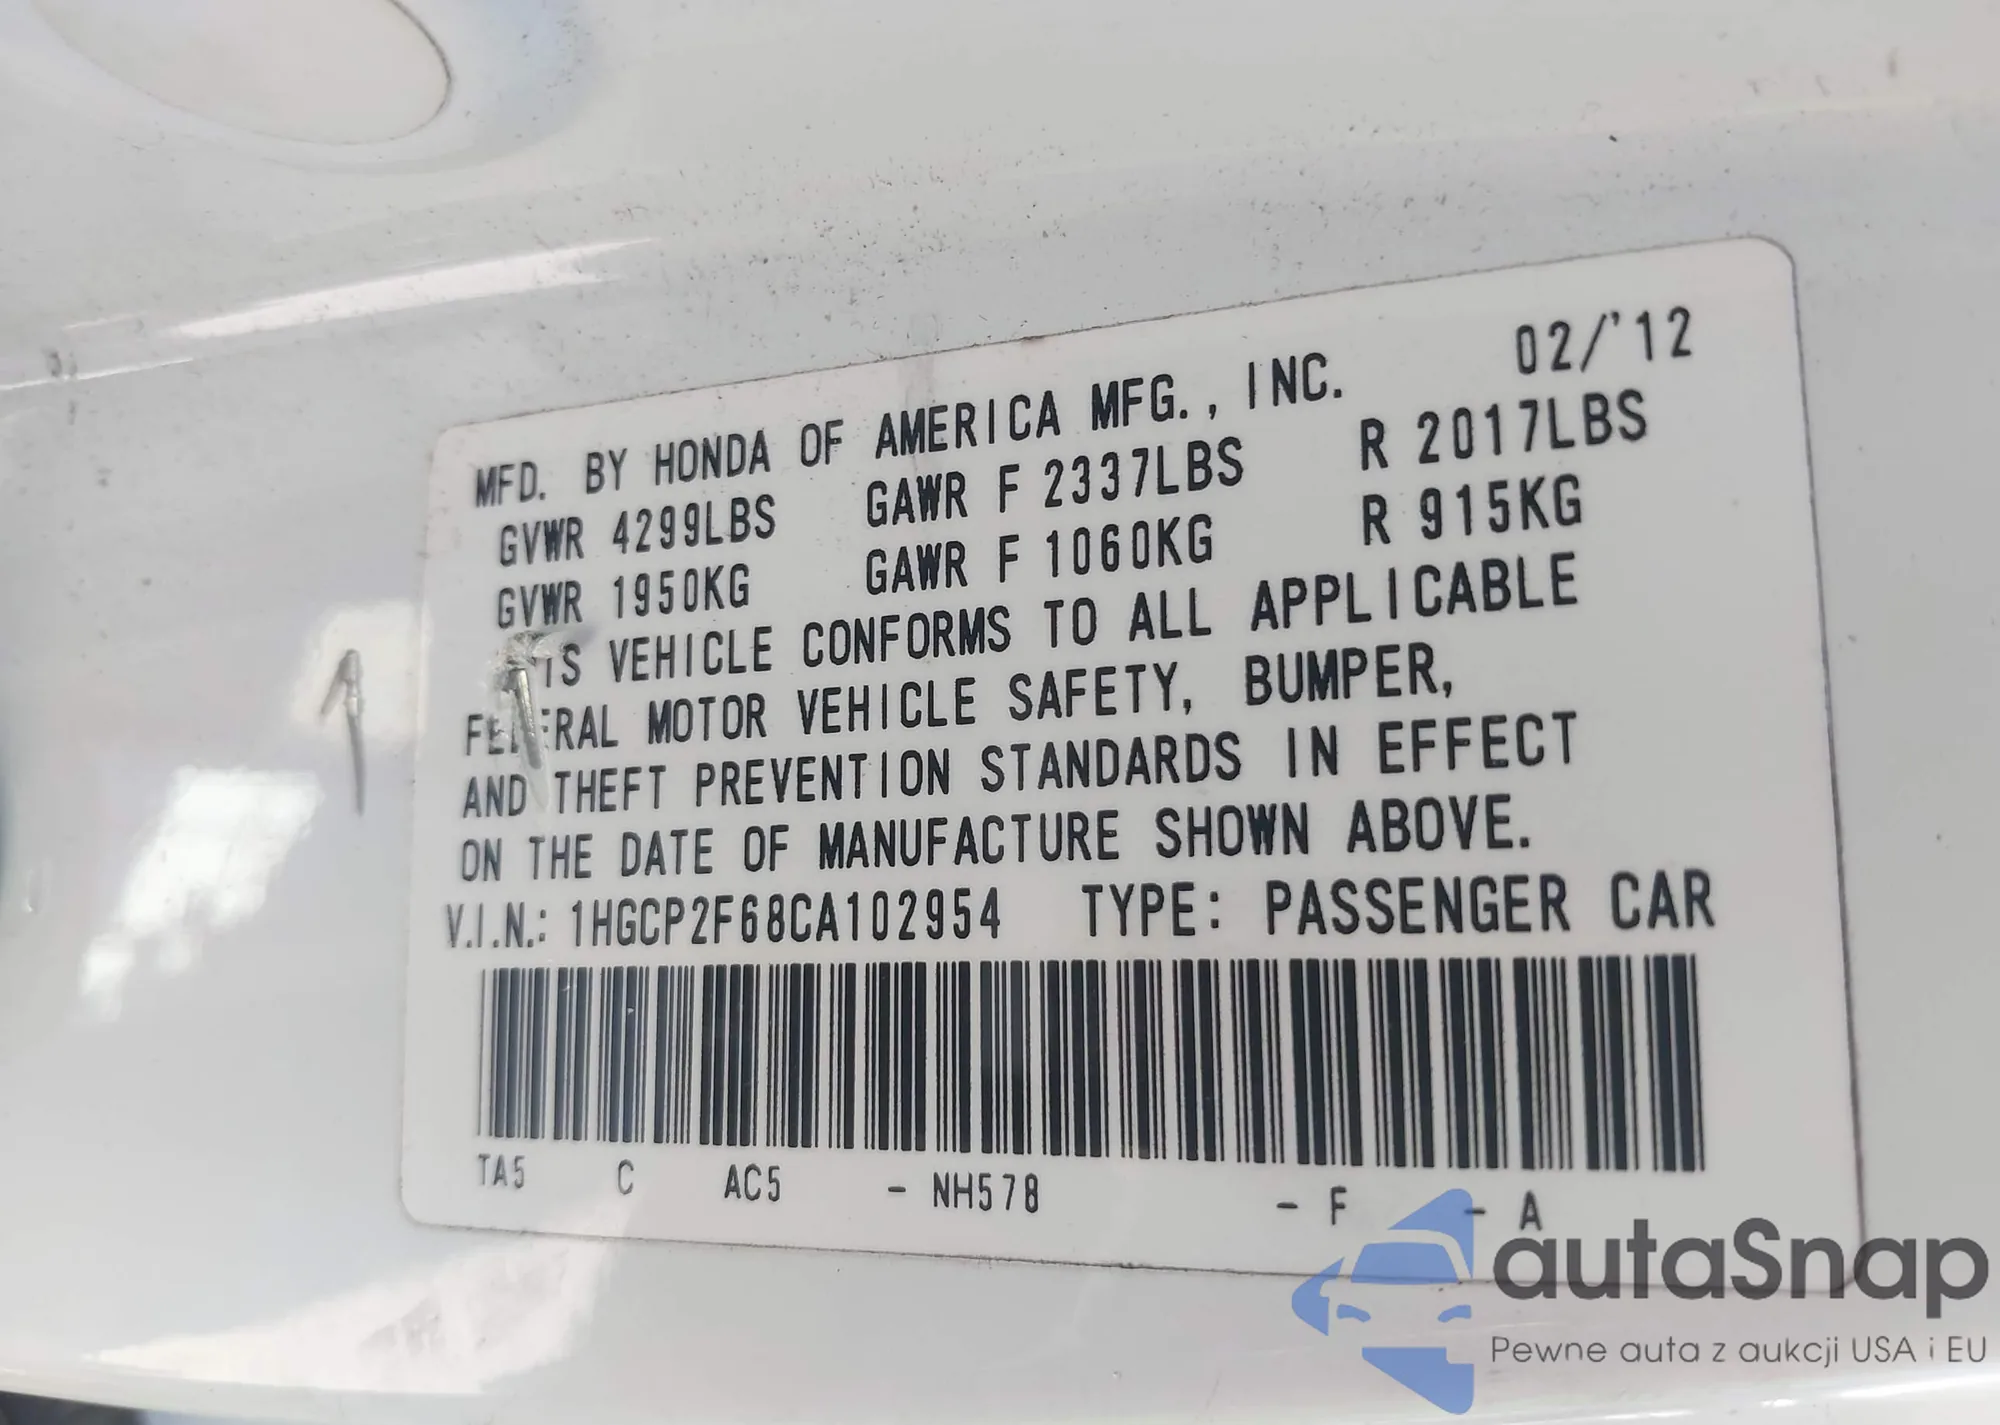 02/'12
MFD. BY HONDA OF AMERICA MFG., INC.
GVWR 4299LBS GAWR F 2337LBS R 2017LBS
GVWR 1950KG GAWR F 1060KG R 915KG
IS VEHICLE CONFORMS TO ALL APPLICABLE
FEDERAL MOTOR VEHICLE SAFETY, BUMPER,
AND THEFT PREVENTION STANDARDS IN EFFECT
ON THE DATE OF MANUFACTURE SHOWN ABOVE.
V.I.N.: 1HGCP2F68CA102954 TYPE: PASSENGER CAR
TA5 C AC5 - NH578 - F - A
autaSnap
Pewne auta z aukcji USA i EU